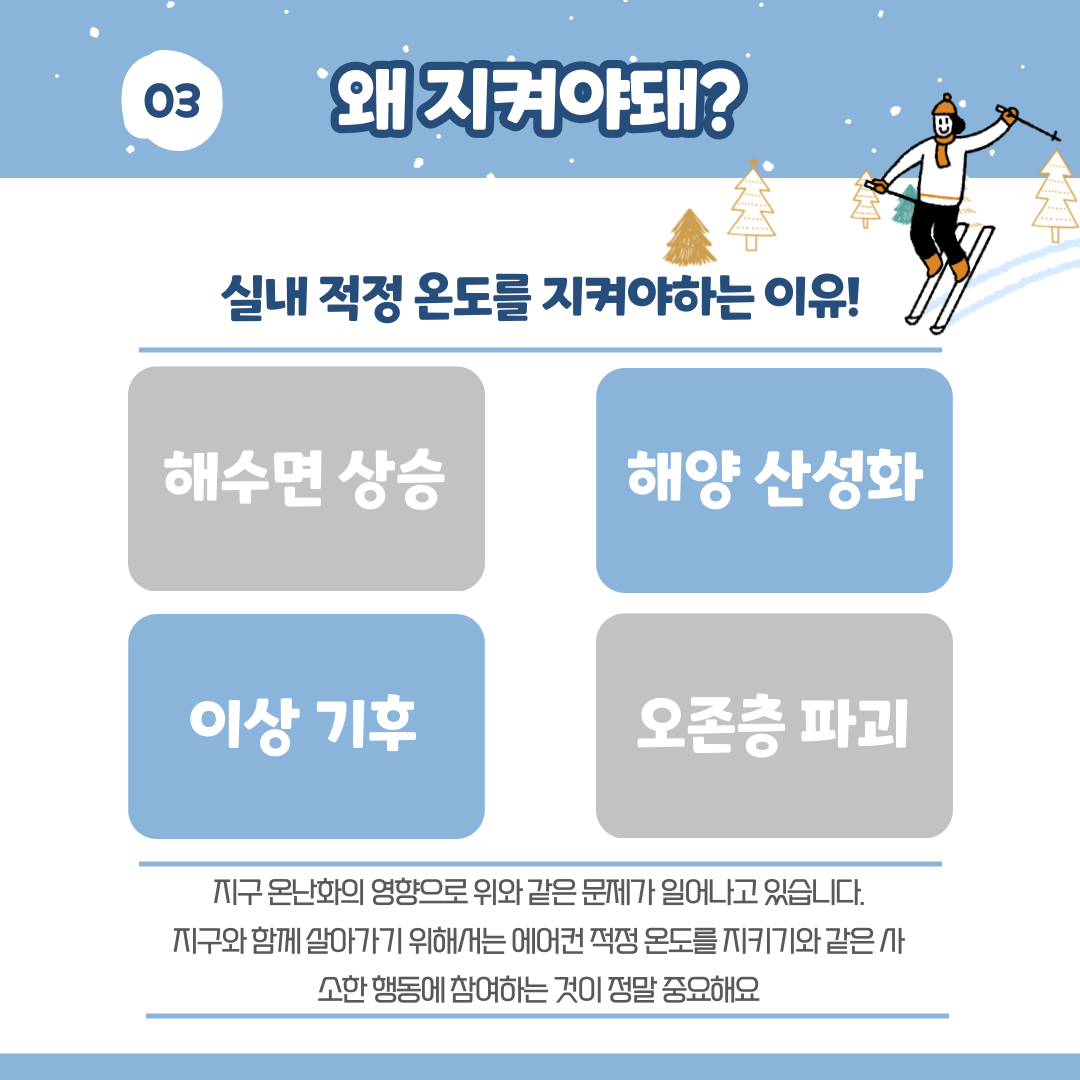 03
왜 지켜야돼?
실내 적정 온도를 지켜야하는 이유!
해수면 상승
해양 산성화
이상 기후
오존층 파괴
지구 온난화의 영향으로 위와 같은 문제가 일어나고 있습니다.
지구와 함께 살아가기 위해서는 에어컨 적정 온도를 지키기와 같은 사
소한 행동에 참여하는 것이 정말 중요해요